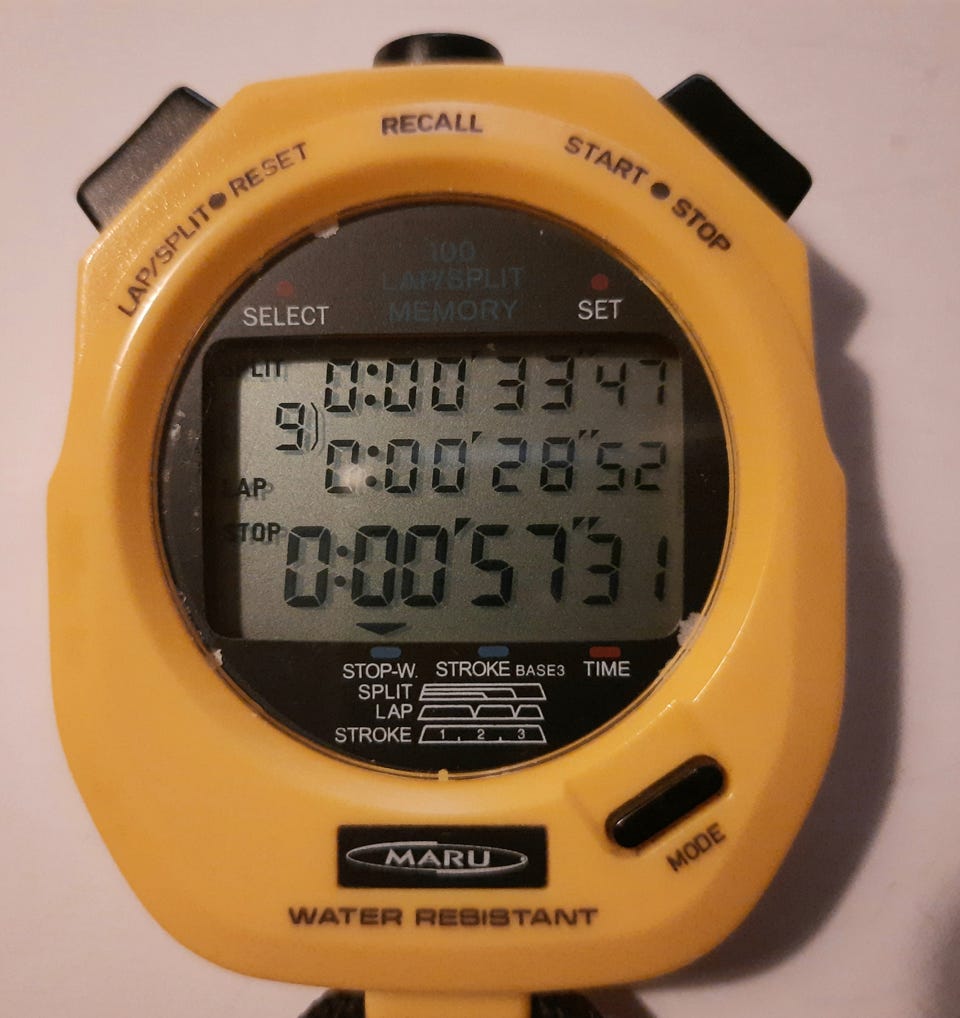 RECALL
LAP/SPLIT•RESET
START•STOP
100
LAP/SPLIT
MEMORY
SELECT
SET
SPLIT 0:00'33"47
9)
0:00'28"52
LAP
STOP 0:00'57"31
STOP-W. STROKE BASE3 TIME
SPLIT
LAP
STROKE 1 . 2 . 3
MODE
MARU
WATER RESISTANT